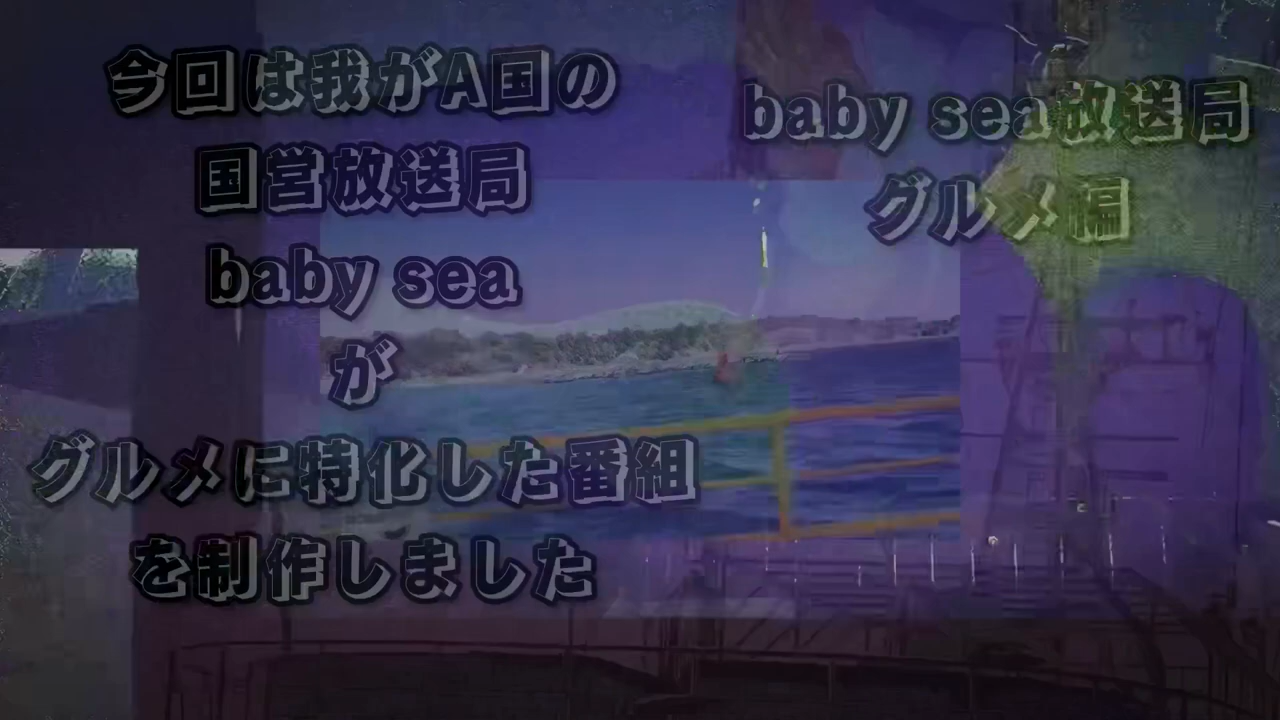 今回は我がA国の
国営放送局
baby sea
が
グルメに特化した番組
を制作しました
baby sea放送局
グルメ編